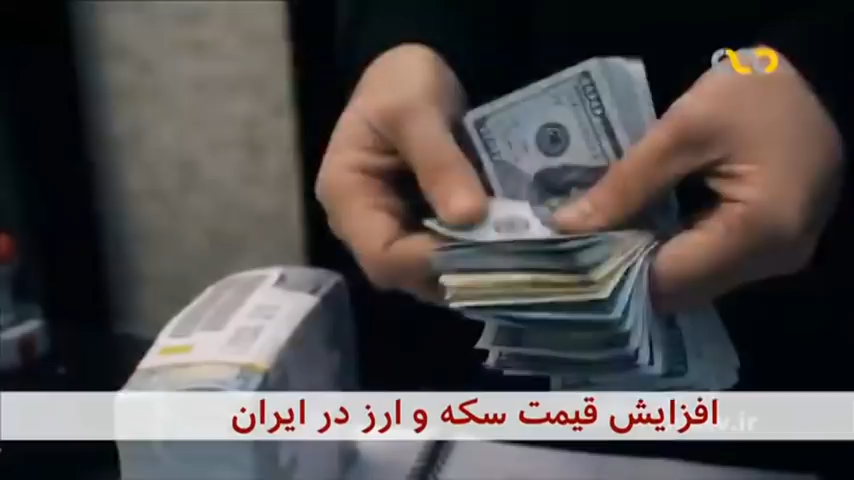 افزایش قیمت سکه و ارز در ایران